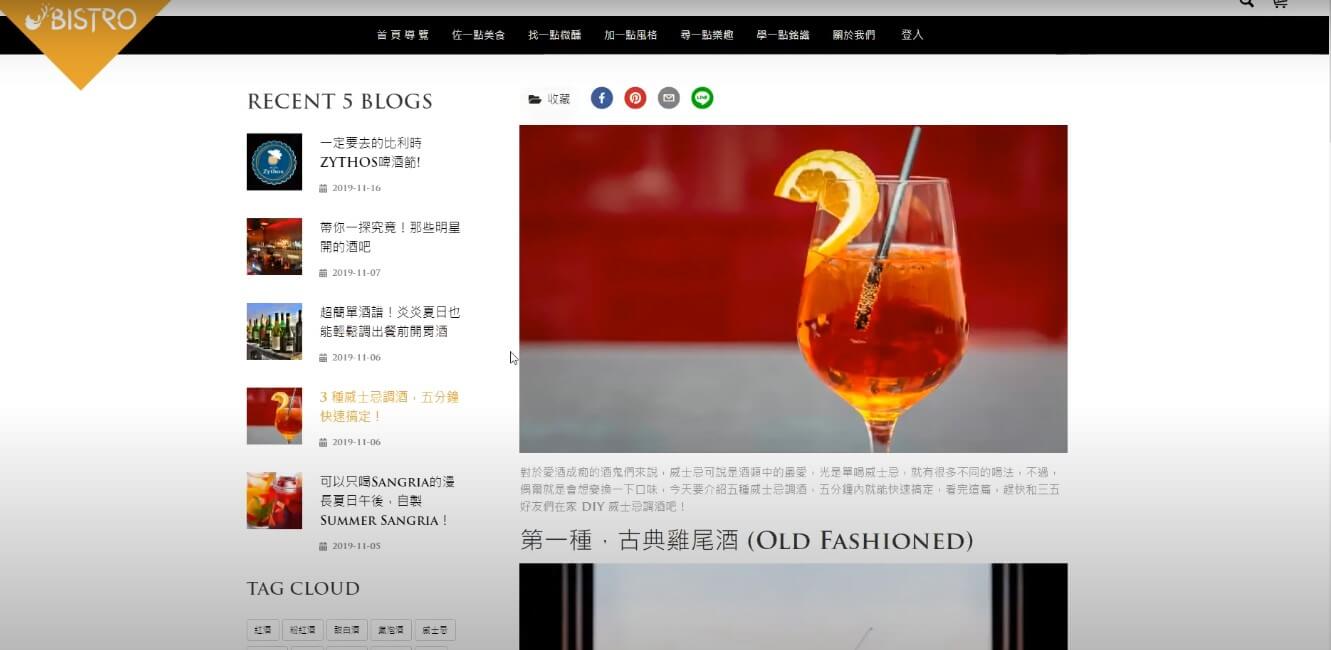 BISTRO
首頁導覽 佐一點美食 找一點微醺 加一點風格 尋一點樂趣 學一點銘識 關於我們 登入
RECENT 5 BLOGS
一定要去的比利時
ZYTHOS啤酒節!
2019-11-16
帶你一探究竟！那些明星
開的酒吧
2019-11-07
超簡單酒譜！炎炎夏日也
能輕鬆調出餐前開胃酒
2019-11-06
3 種威士忌調酒，五分鐘
快速搞定！
2019-11-06
可以只喝SANGRIA的漫
長夏日午後，自製
SUMMER SANGRIA！
2019-11-05
TAG CLOUD
紅酒 粉紅酒 甜白酒 氣泡酒 威士忌
收藏
LINE
對於愛酒成痴的酒鬼們來說，威士忌可說是酒類中的最愛，光是單喝威士忌，就有很多不同的喝法，不過，
偶爾就是會想變換一下口味，今天要介紹五種威士忌調酒，五分鐘內就能快速搞定，看完這篇，趕快和三五
好友們在家 DIY 威士忌調酒吧！
第一種，古典雞尾酒 (OLD FASHIONED)
Zythos